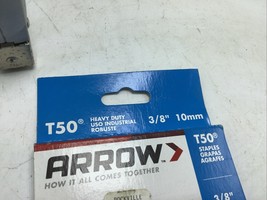 T50®
HEAVY DUTY
USO INDUSTRIAL
ROBUSTE
3/8" 10mm
T50®
STAPLES
GRAPAS
AGRAFES
ARROW
HOW IT ALL COMES TOGETHER
3/8"